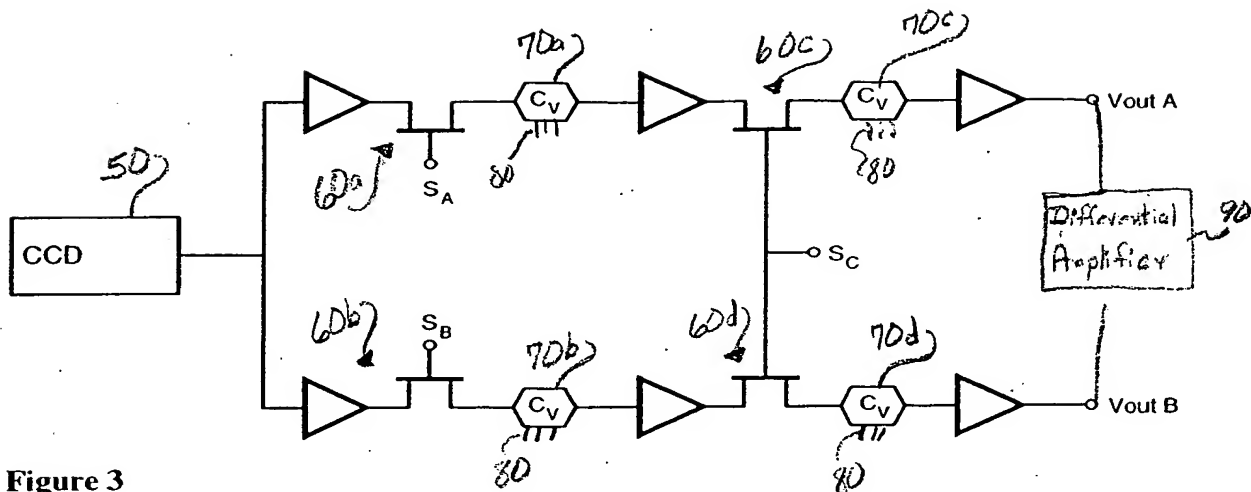 70a
60c
70c
CV
CV
Vout A
50
60a
SA
80
80
CCD
SC
Differential
Amplifier
90
60b
SB
70b
60d
70d
CV
CV
Vout B
80
80
Figure 3